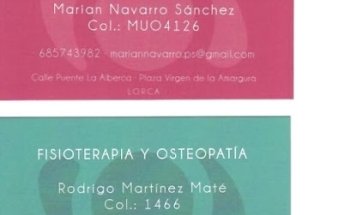 Marian Navarro Sánchez
Col.: MU04126
685743982 · mariannavarro.ps@gmail.com
Calle Puente La Alberca · Plaza Virgen de la Amargura
LORCA
FISIOTERAPIA Y OSTEOPATÍA
Rodrigo Martínez Maté
Col.: 1466